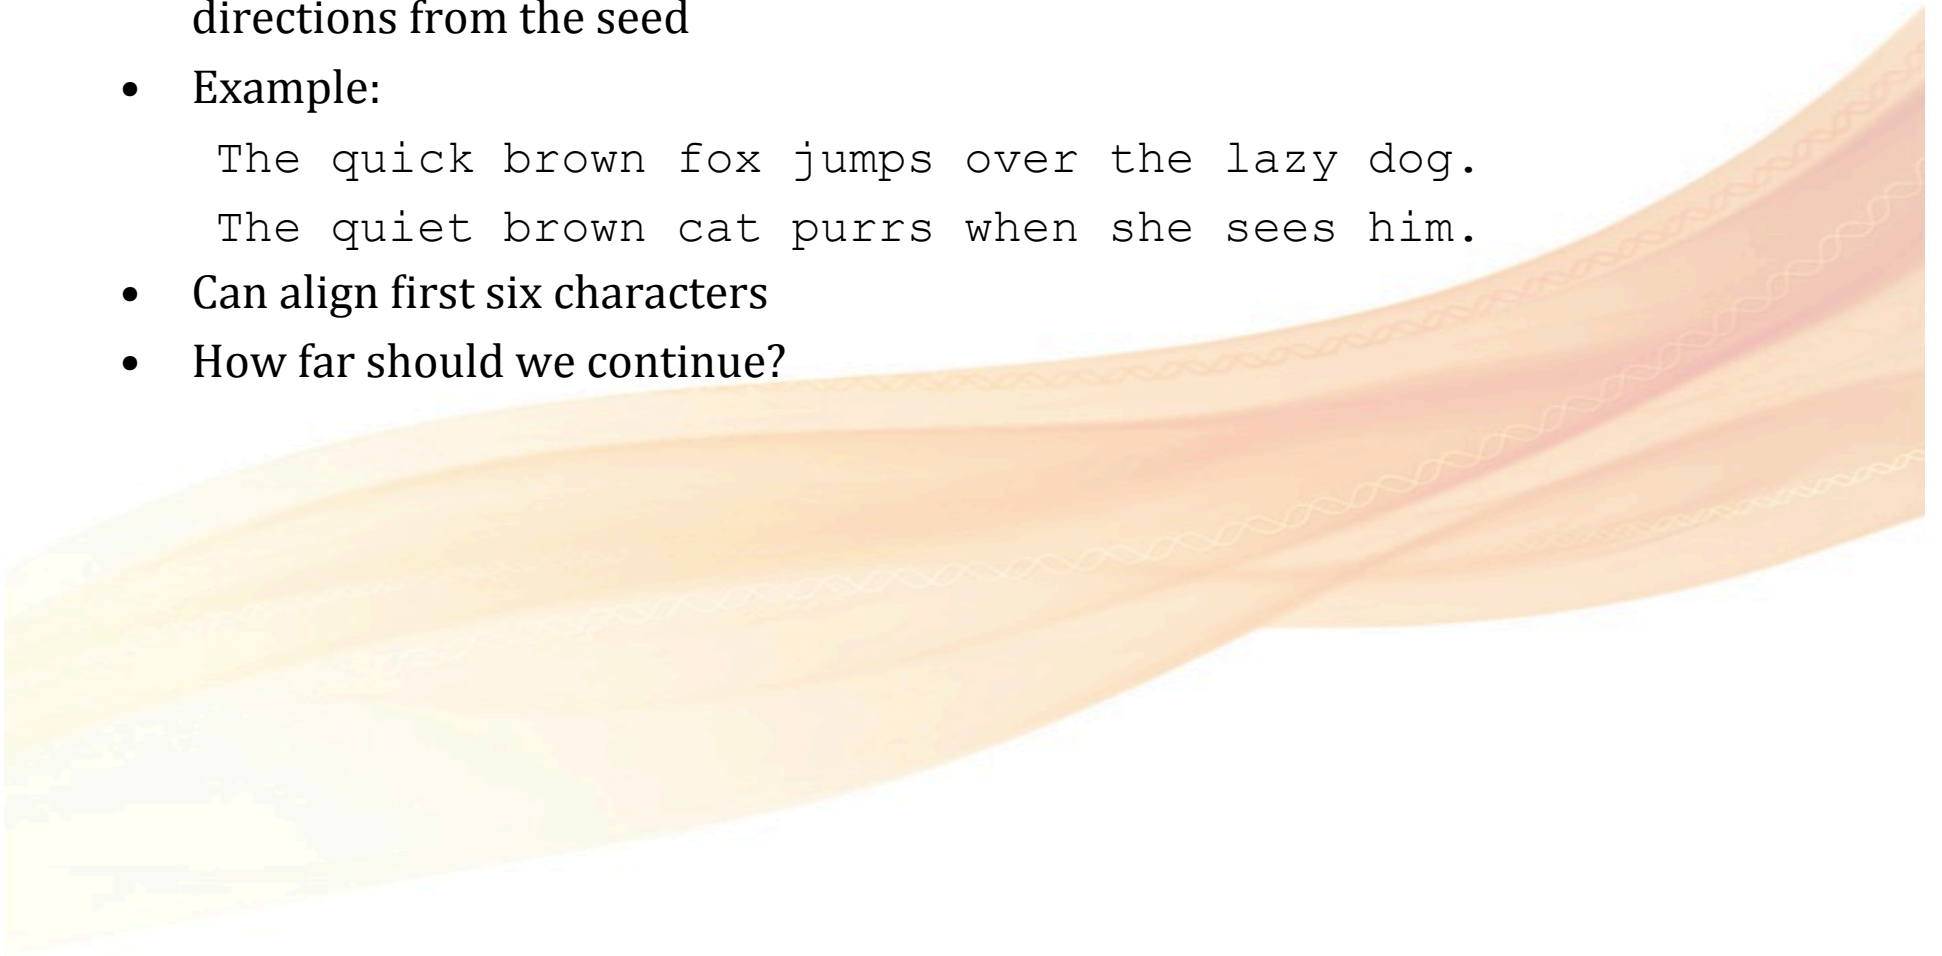 directions from the seed
• Example:
The quick brown fox jumps over the lazy dog.
The quiet brown cat purrs when she sees him.
• Can align first six characters
• How far should we continue?